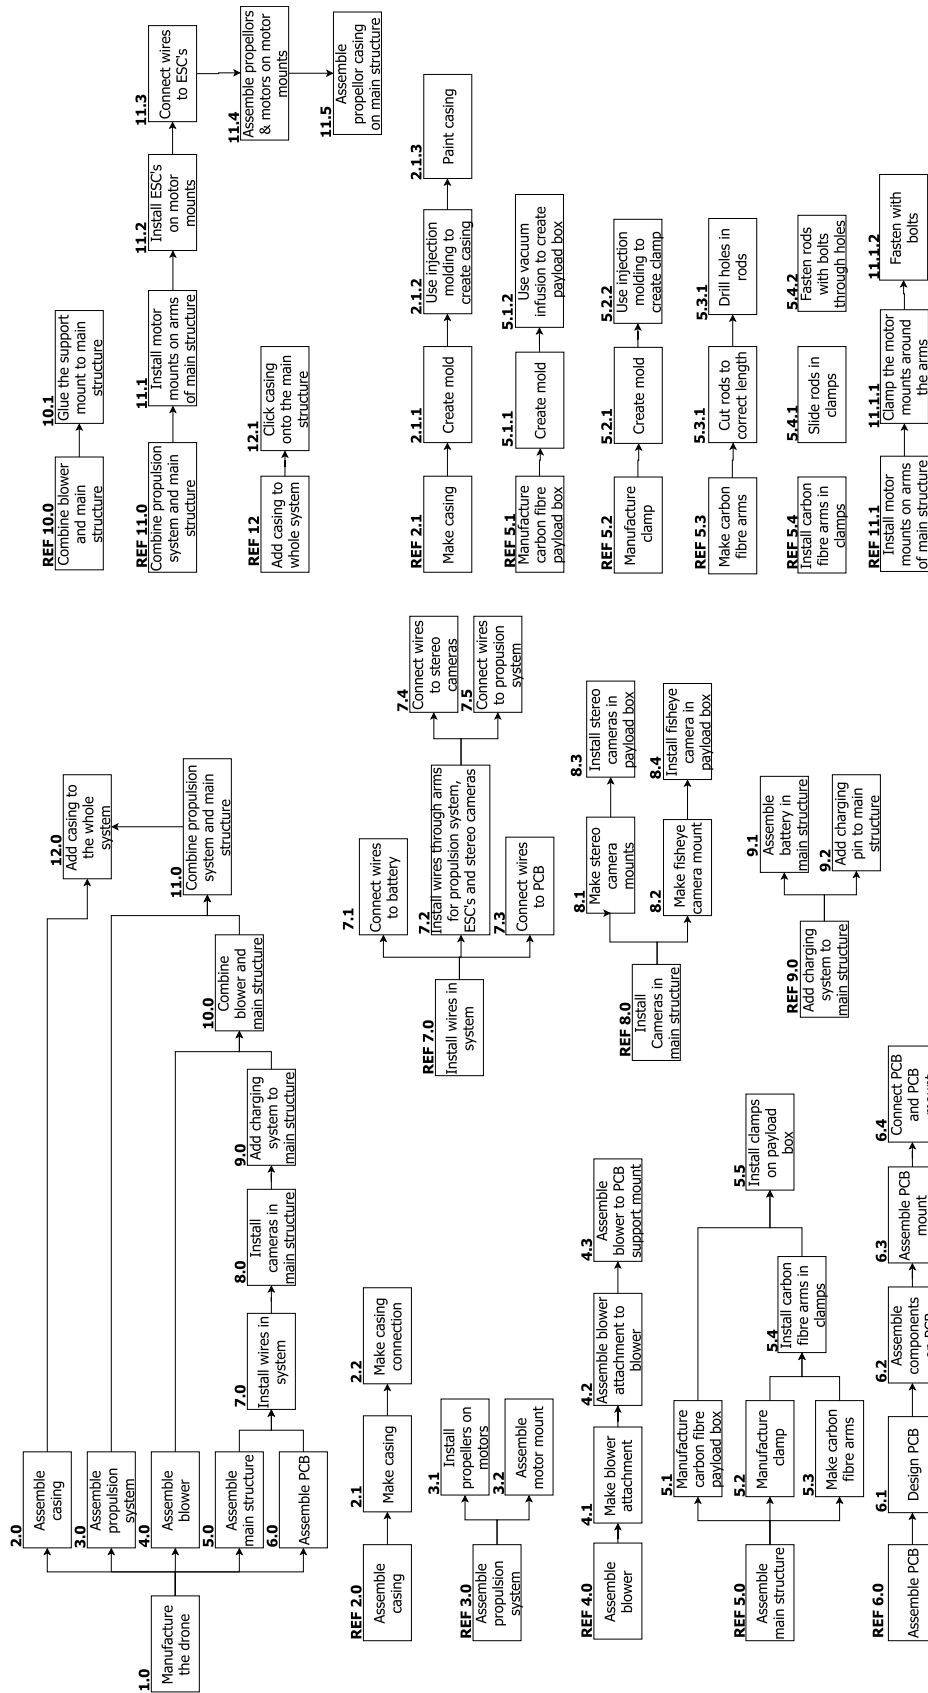 1.0
Manufacture
the drone
2.0
Assemble
casing
3.0
Assemble
propulsion
system
4.0
Assemble
blower
5.0
Assemble
main structure
6.0
Assemble PCB
7.0
Install wires in
system
8.0
Install
cameras in
main structure
9.0
Add charging
system to
main structure
10.0
Combine
blower and
main structure
11.0
Combine propulsion
system and main
structure
12.0
Add casing to
the whole
system
REF 2.0
Assemble
casing
2.1
Make casing
2.2
Make casing
connection
REF 3.0
Assemble
propulsion
system
3.1
Install
propellers on
motors
3.2
Assemble
motor mount
REF 4.0
Assemble
blower
4.1
Make blower
attachment
4.2
Assemble blower
attachment to
blower
4.3
Assemble
blower to PCB
support mount
REF 5.0
Assemble
main structure
5.1
Manufacture
carbon fibre
payload box
5.2
Manufacture
clamp
5.3
Make carbon
fibre arms
5.4
Install carbon
fibre arms in
clamps
5.5
Install clamps
on payload
box
REF 6.0
Assemble PCB
6.1
Design PCB
6.2
Assemble
components
on PCB
6.3
Assemble PCB
mount
6.4
Connect PCB
and PCB
mount
REF 7.0
Install wires in
system
7.1
Connect wires
to battery
7.2
Install wires through arms
for propulsion system,
ESC's and stereo cameras
7.3
Connect wires
to PCB
7.4
Connect wires
to stereo
cameras
7.5
Connect wires
to propusion
system
REF 8.0
Install
Cameras in
main structure
8.1
Make stereo
camera
mounts
8.2
Make fisheye
camera mount
8.3
Install stereo
cameras in
payload box
8.4
Install fisheye
camera in
payload box
REF 9.0
Add charging
system to
main structure
9.1
Assemble
battery in
main structure
9.2
Add charging
pin to main
structure
REF 10.0
Combine blower
and main
structure
10.1
Glue the support
mount to main
structure
REF 11.0
Combine propulsion
system and main
structure
11.1
Install motor
mounts on arms
of main structure
11.2
Install ESC's
on motor
mounts
11.3
Connect wires
to ESC's
11.4
Assemble propellors
& motors on motor
mounts
11.5
Assemble
propellor casing
on main structure
REF 12
Add casing to
whole system
12.1
Click casing
onto the main
structure
REF 2.1
Make casing
2.1.1
Create mold
2.1.2
Use injection
molding to
create casing
2.1.3
Paint casing
REF 5.1
Manufacture
carbon fibre
payload box
5.1.1
Create mold
5.1.2
Use vacuum
infusion to create
payload box
REF 5.2
Manufacture
clamp
5.2.1
Create mold
5.2.2
Use injection
molding to
create clamp
REF 5.3
Make carbon
fibre arms
5.3.1
Cut rods to
correct length
5.3.1
Drill holes in
rods
REF 5.4
Install carbon
fibre arms in
clamps
5.4.1
Slide rods in
clamps
5.4.2
Fasten rods
with bolts
through holes
REF 11.1
Install motor
mounts on arms
of main structure
11.1.1
Clamp the motor
mounts around
the arms
11.1.2
Fasten with
bolts